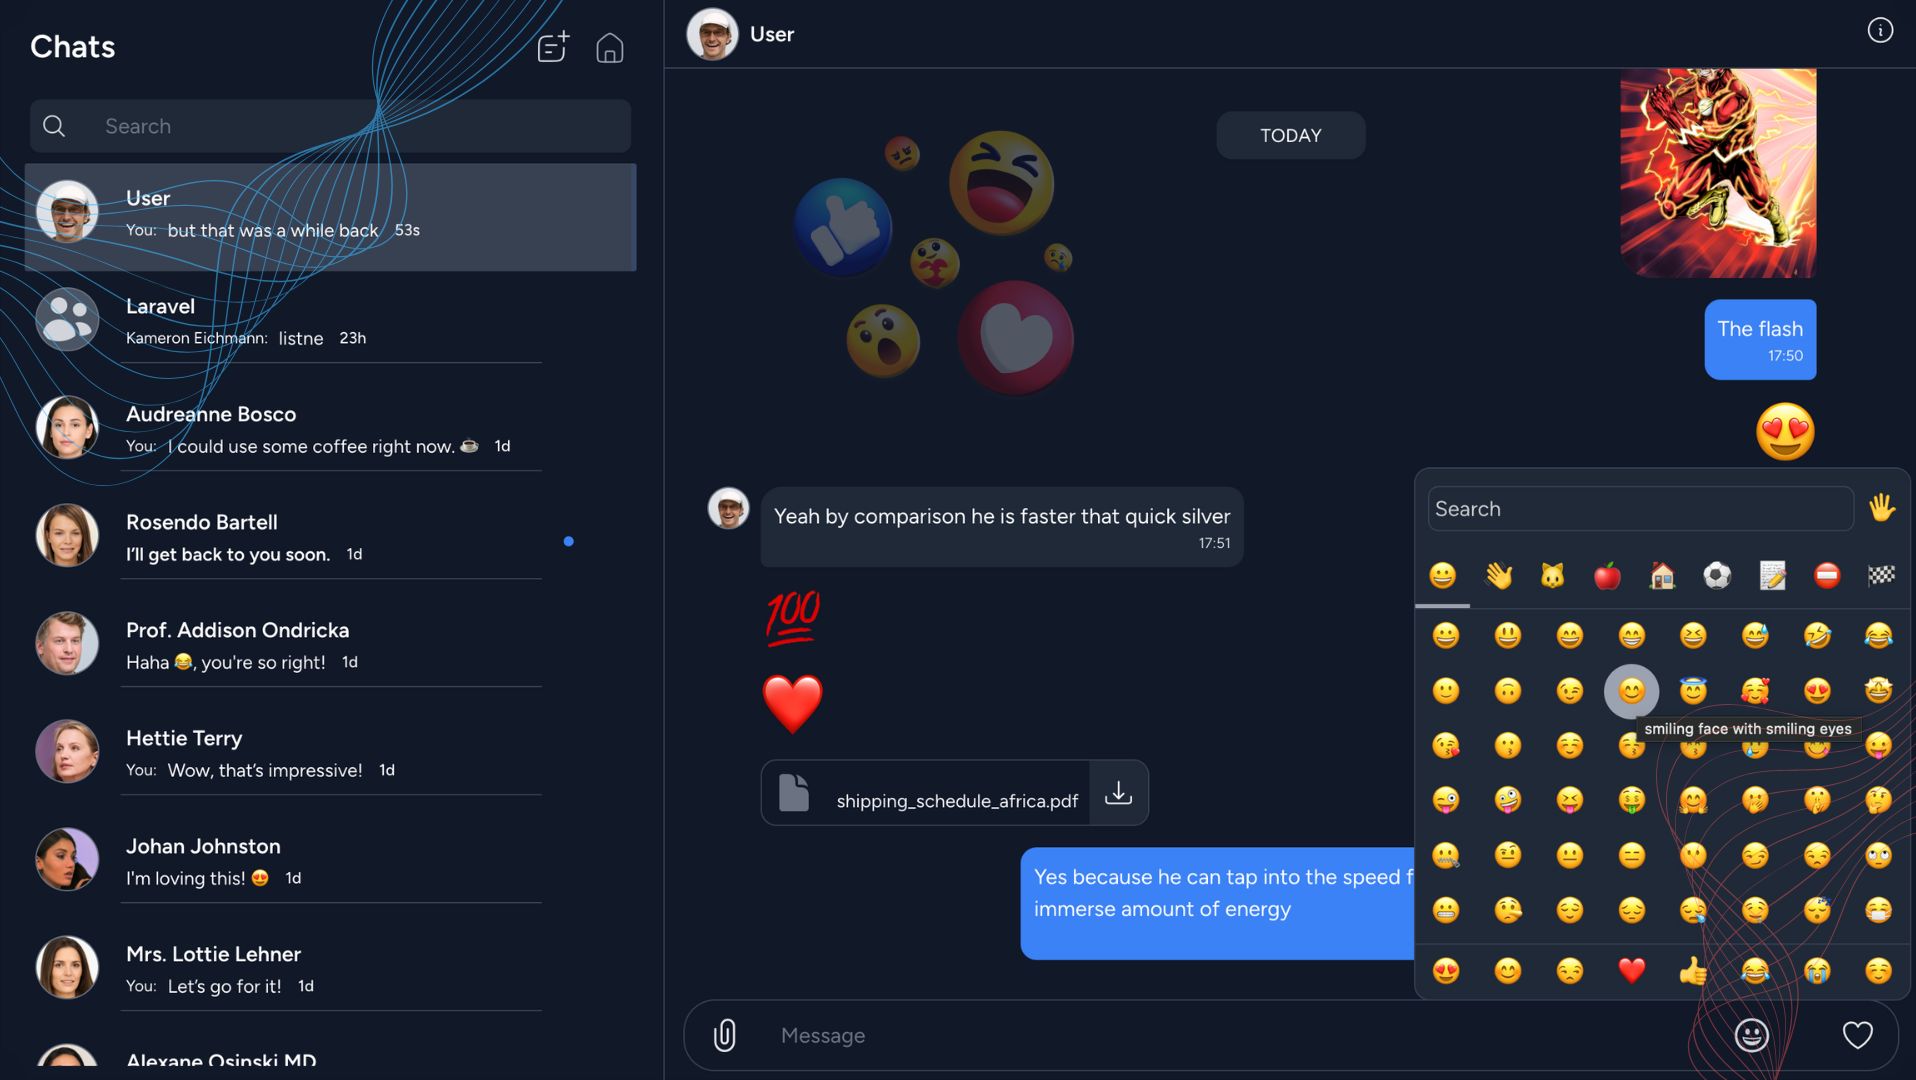 Chats
Search
User
You: but that was a while back 53s
Laravel
Kameron Eichmann: listne 23h
Audreanne Bosco
You: I could use some coffee right now. ☕ 1d
Rosendo Bartell
I’ll get back to you soon. 1d
Prof. Addison Ondricka
Haha 😂, you're so right! 1d
Hettie Terry
You: Wow, that’s impressive! 1d
Johan Johnston
I'm loving this! 😍 1d
Mrs. Lottie Lehner
You: Let’s go for it! 1d
Alexane Osinski MD
User
TODAY
The flash
17:50
Yeah by comparison he is faster that quick silver
17:51
100
shipping_schedule_africa.pdf
Yes because he can tap into the speed f
immerse amount of energy
Search
smiling face with smiling eyes
Message